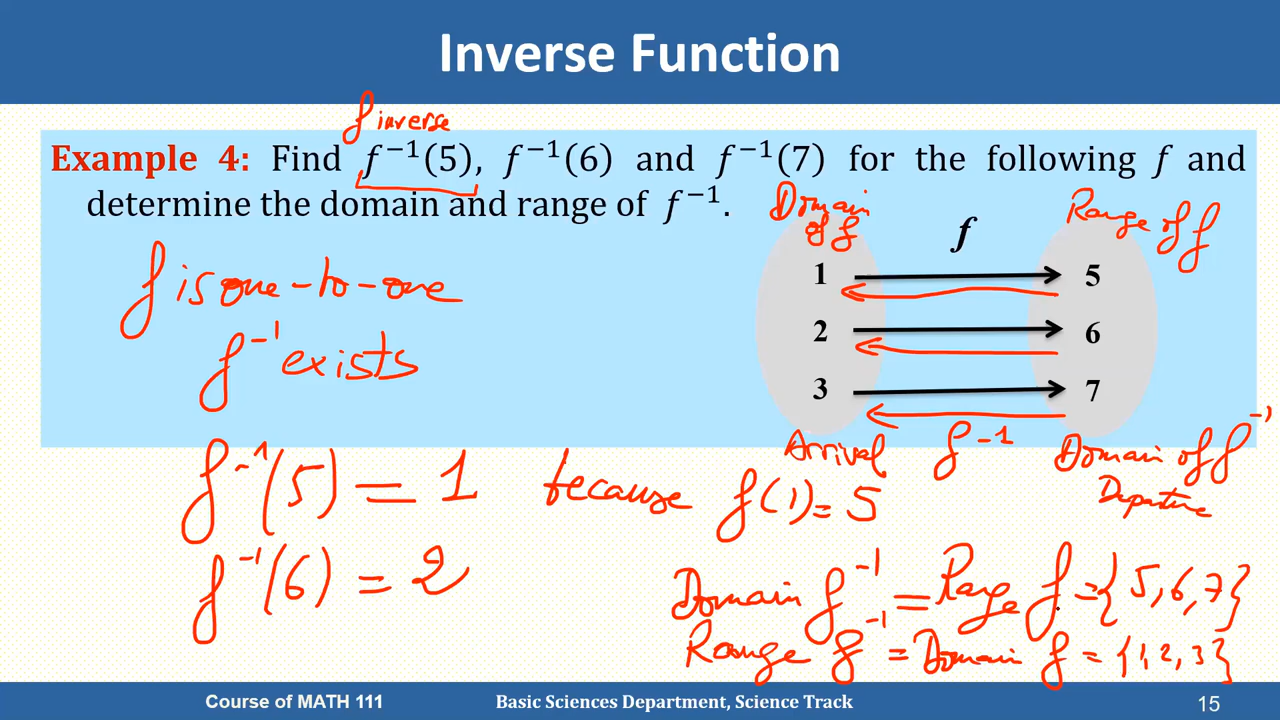 Inverse Function
f inverse
Example 4: Find f⁻¹(5), f⁻¹(6) and f⁻¹(7) for the following f and
determine the domain and range of f⁻¹.
Domain of f
f
Range of f
1 5
2 6
3 7
f is one-to-one
f⁻¹ exists
Arrival
f⁻¹
Domain of f⁻¹
Departure
f⁻¹(5) = 1 because f(1) = 5
f⁻¹(6) = 2
Domain f⁻¹ = Range f = {5, 6, 7}
Range f⁻¹ = Domain f = {1, 2, 3}
Course of MATH 111
Basic Sciences Department, Science Track
15